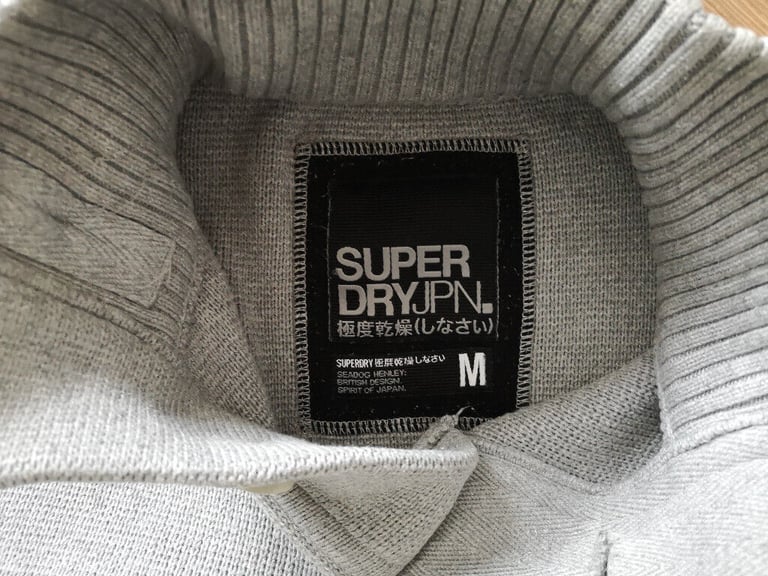 SUPER
DRYJPN.
極度乾燥(しなさい)
SUPERDRY 極度乾燥しなさい
SEADOG HENLEY:
BRITISH DESIGN.
SPIRIT OF JAPAN.
M